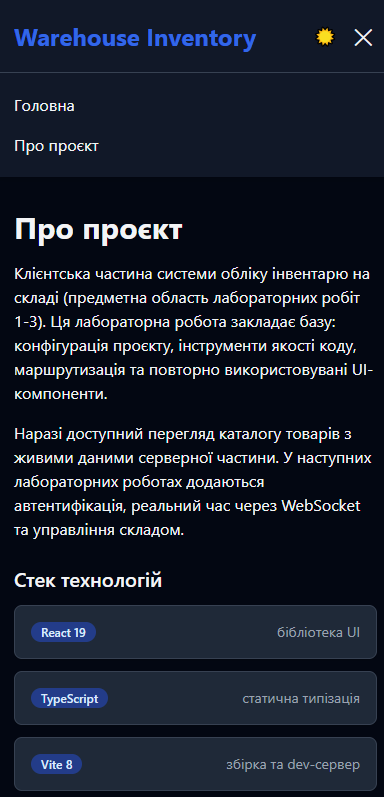 Warehouse Inventory
Головна
Про проєкт
Про проєкт
Клієнтська частина системи обліку інвентарю на
складі (предметна область лабораторних робіт
1-3). Ця лабораторна робота закладає базу:
конфігурація проєкту, інструменти якості коду,
маршрутизація та повторно використовувані UI-
компоненти.
Наразі доступний перегляд каталогу товарів з
живими даними серверної частини. У наступних
лабораторних роботах додаються
автентифікація, реальний час через WebSocket
та управління складом.
Стек технологій
React 19 бібліотека UI
TypeScript статична типізація
Vite 8 збірка та dev-сервер